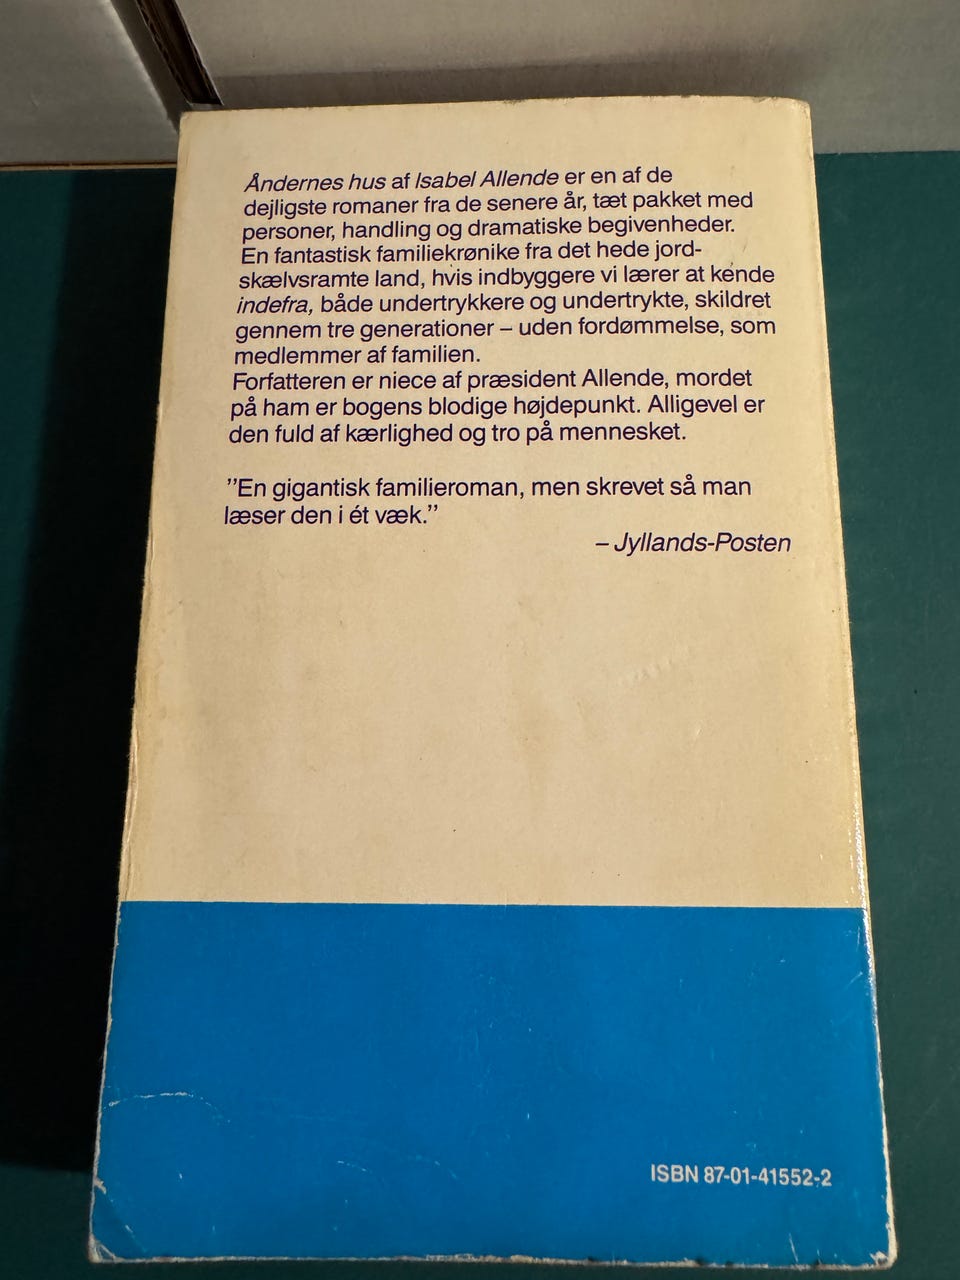 Åndernes hus af Isabel Allende er en af de
dejligste romaner fra de senere år, tæt pakket med
personer, handling og dramatiske begivenheder.
En fantastisk familiekrønike fra det hede jord-
skælvsramte land, hvis indbyggere vi lærer at kende
indefra, både undertrykkere og undertrykte, skildret
gennem tre generationer – uden fordømmelse, som
medlemmer af familien.
Forfatteren er niece af præsident Allende, mordet
på ham er bogens blodige højdepunkt. Alligevel er
den fuld af kærlighed og tro på mennesket.
"En gigantisk familieroman, men skrevet så man
læser den i ét væk."
– Jyllands-Posten
ISBN 87-01-41552-2